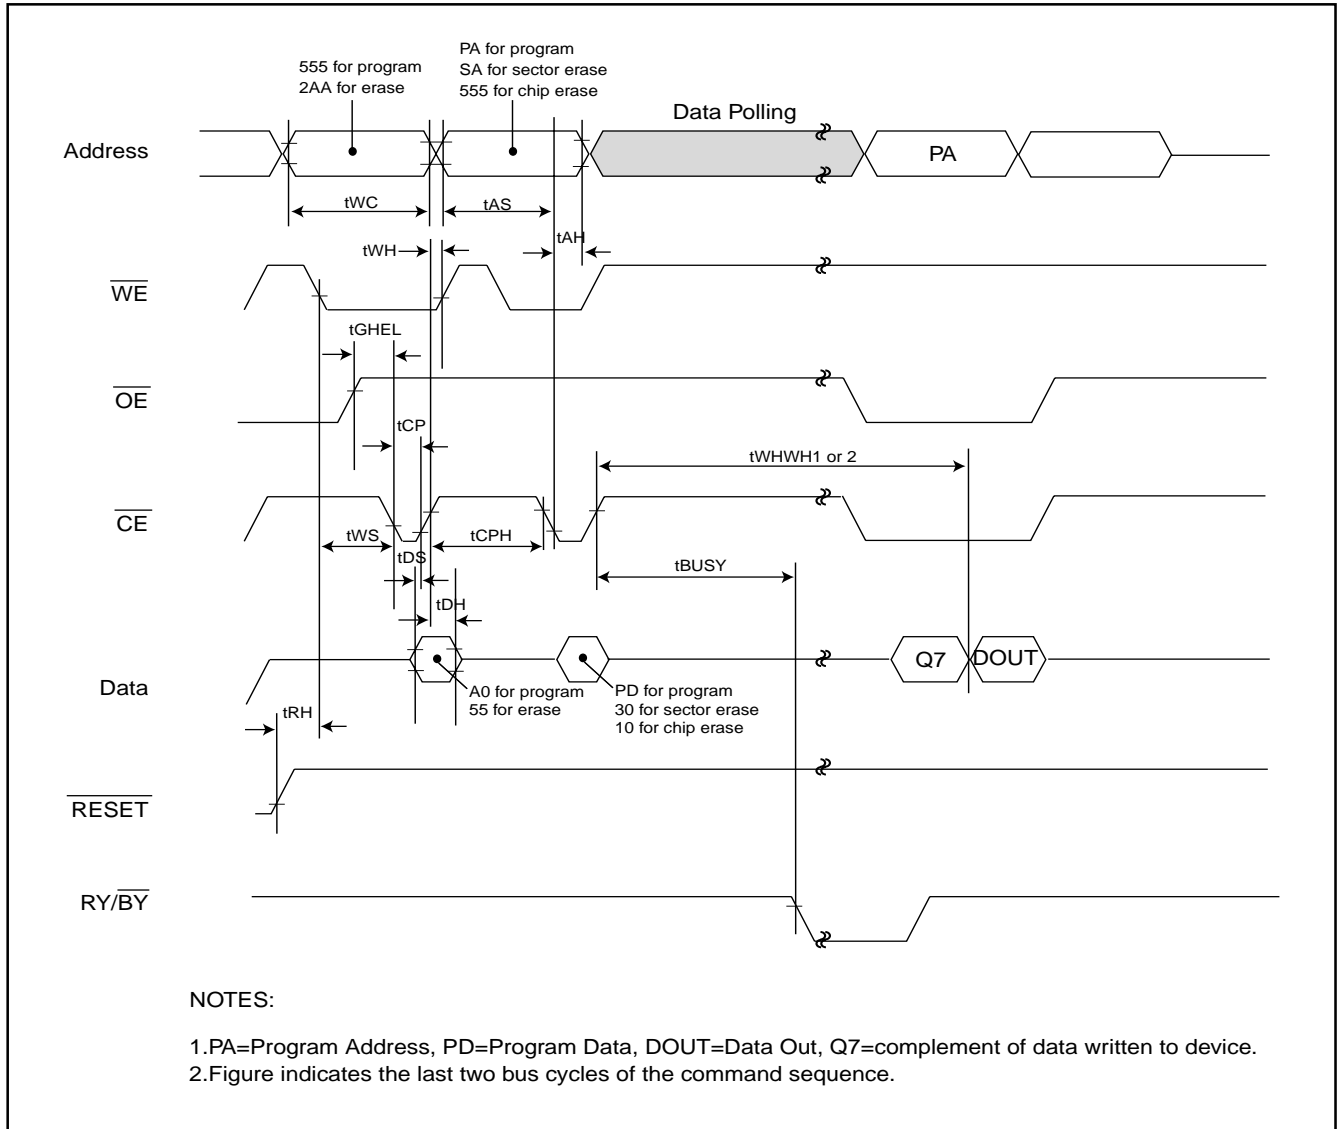 555 for program
2AA for erase
PA for program
SA for sector erase
555 for chip erase
Data Polling
Address
PA
tWC
tAS
tWH
tAH
WE
tGHEL
OE
tCP
tWHWH1 or 2
CE
tWS
tCPH
tDS
tBUSY
tDH
Q7
DOUT
Data
A0 for program
55 for erase
PD for program
30 for sector erase
10 for chip erase
tRH
RESET
RY/BY
NOTES:
1.PA=Program Address, PD=Program Data, DOUT=Data Out, Q7=complement of data written to device.
2.Figure indicates the last two bus cycles of the command sequence.